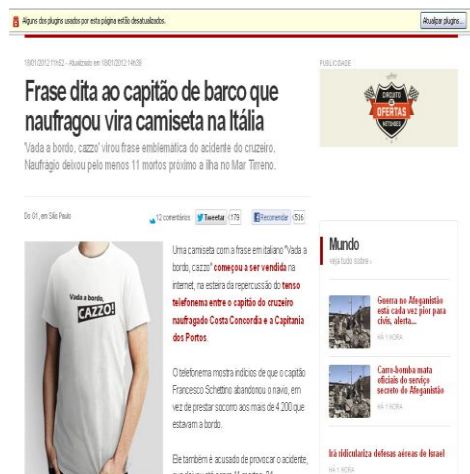 Alguns dos plugins usados por esta página estão desatualizados.
Atualizar plugins...
18/01/2012 11h52 - Atualizado em 18/01/2012 14h39
Frase dita ao capitão de barco que
naufragou vira camiseta na Itália
'Vada a bordo, cazzo' virou frase emblemática do acidente do cruzeiro.
Naufrágio deixou pelo menos 11 mortos próximo a ilha no Mar Tirreno.
Do G1, em São Paulo
12 comentários
Tweetar
179
Recomendar
516
Vada a bordo,
CAZZO!
Uma camiseta com a frase em italiano "Vada a
bordo, cazzo" começou a ser vendida na
internet, na esteira da repercussão do tenso
telefonema entre o capitão do cruzeiro
naufragado Costa Concordia e a Capitania
dos Portos.
O telefonema mostra indícios de que o capitão
Francesco Schettino abandonou o navio, em
vez de prestar socorro aos mais de 4.200 que
estavam a bordo.
Ele também é acusado de provocar o acidente,
PUBLICIDADE
CIRCUITO
DE
OFERTAS
NETSHOES
Mundo
veja tudo sobre ›
Guerra no Afeganistão
está cada vez pior para
civis, alerta...
HÁ 1 HORA
Carro-bomba mata
oficiais do serviço
secreto do Afeganistão
HÁ 1 HORA
Irã ridiculariza defesas aéreas de Israel
HÁ 1 HORA